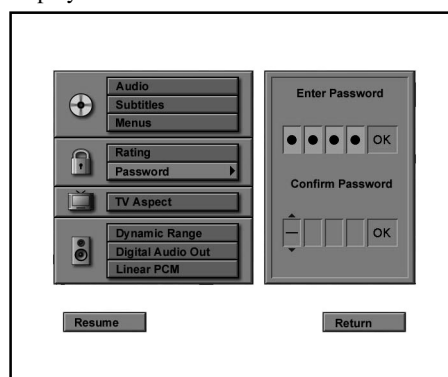 Audio
Subtitles
Menus
Rating
Password
TV Aspect
Dynamic Range
Digital Audio Out
Linear PCM
Enter Password
OK
Confirm Password
OK
Resume
Return